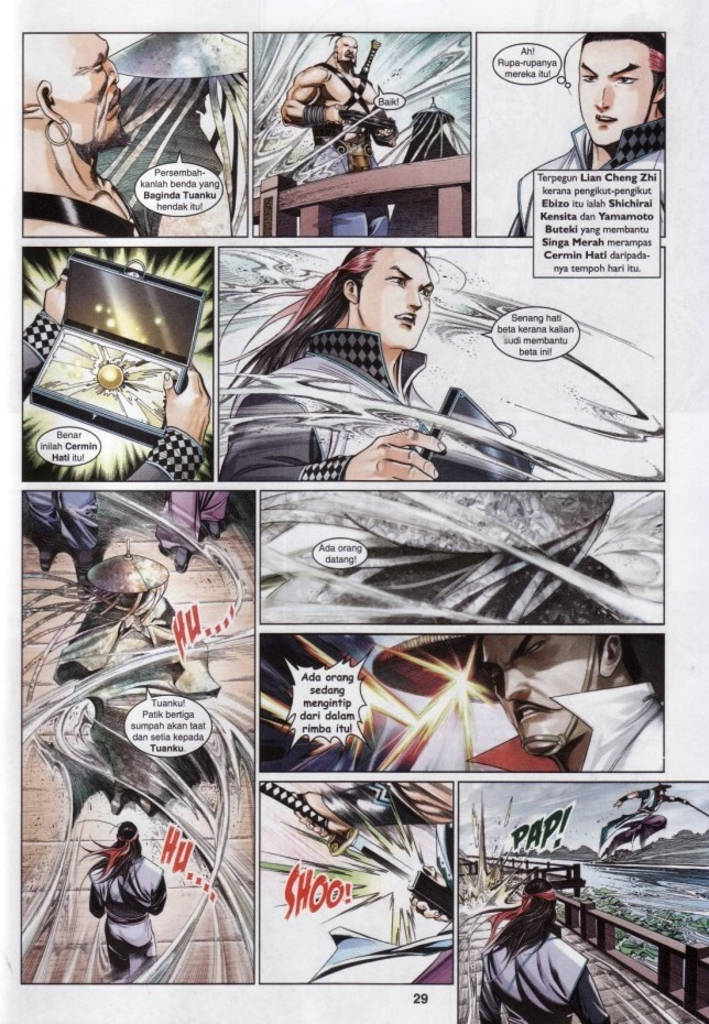 Persembah-
kanlah benda yang
Baginda Tuanku
hendak itu!
Baik!
Ah!
Rupa-rupanya
mereka itu!
Terpegun Lian Cheng Zhi
kerana pengikut-pengikut
Ebizo itu ialah Shichirai
Kensita dan Yamamoto
Buteki yang membantu
Singa Merah merampas
Cermin Hati daripada-
nya tempoh hari itu.
Benar
inilah Cermin
Hati itu!
Senang hati
beta kerana kalian
sudi membantu
beta ini!
HU....
Tuanku!
Patik bertiga
sumpah akan taat
dan setia kepada
Tuanku.
HU....
Ada orang
datang!
Ada orang
sedang
mengintip
dari dalam
rimba itu!
SHOO!
PAP!
29